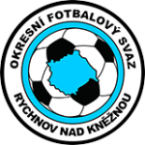 OKRESNÍ FOTBALOVÝ SVAZ
RYCHNOV NAD KNĚŽNOU